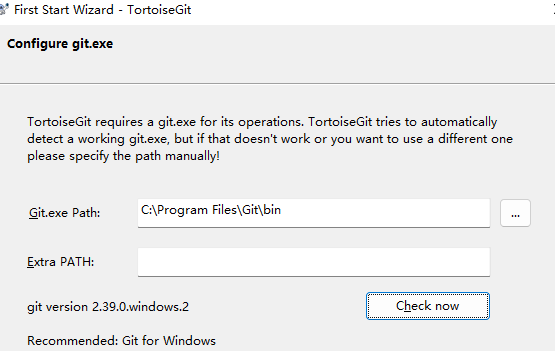 First Start Wizard - TortoiseGit
Configure git.exe
TortoiseGit requires a git.exe for its operations. TortoiseGit tries to automatically
detect a working git.exe, but if that doesn't work or you want to use a different one
please specify the path manually!
Git.exe Path: C:\Program Files\Git\bin ...
Extra PATH:
git version 2.39.0.windows.2 Check now
Recommended: Git for Windows